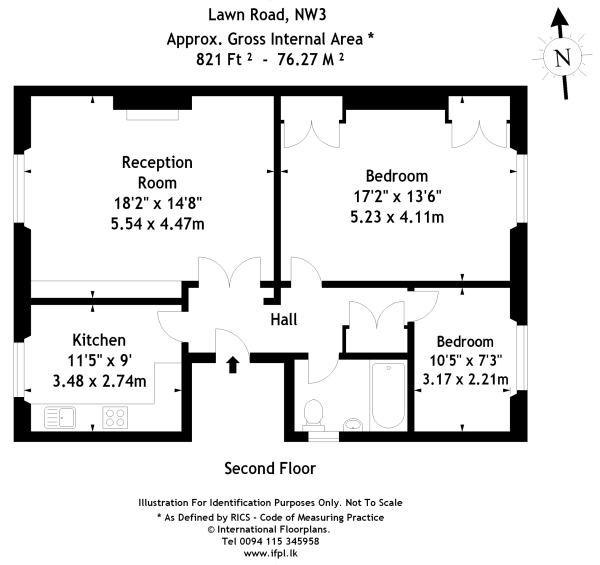 Lawn Road, NW3
Approx. Gross Internal Area *
821 Ft ² - 76.27 M ²
N
Reception
Room
18'2" x 14'8"
5.54 x 4.47m
Bedroom
17'2" x 13'6"
5.23 x 4.11m
Hall
Kitchen
11'5" x 9'
3.48 x 2.74m
Bedroom
10'5" x 7'3"
3.17 x 2.21m
Second Floor
Illustration For Identification Purposes Only. Not To Scale
* As Defined by RICS - Code of Measuring Practice
© International Floorplans.
Tel 0094 115 345958
www.ifpl.lk